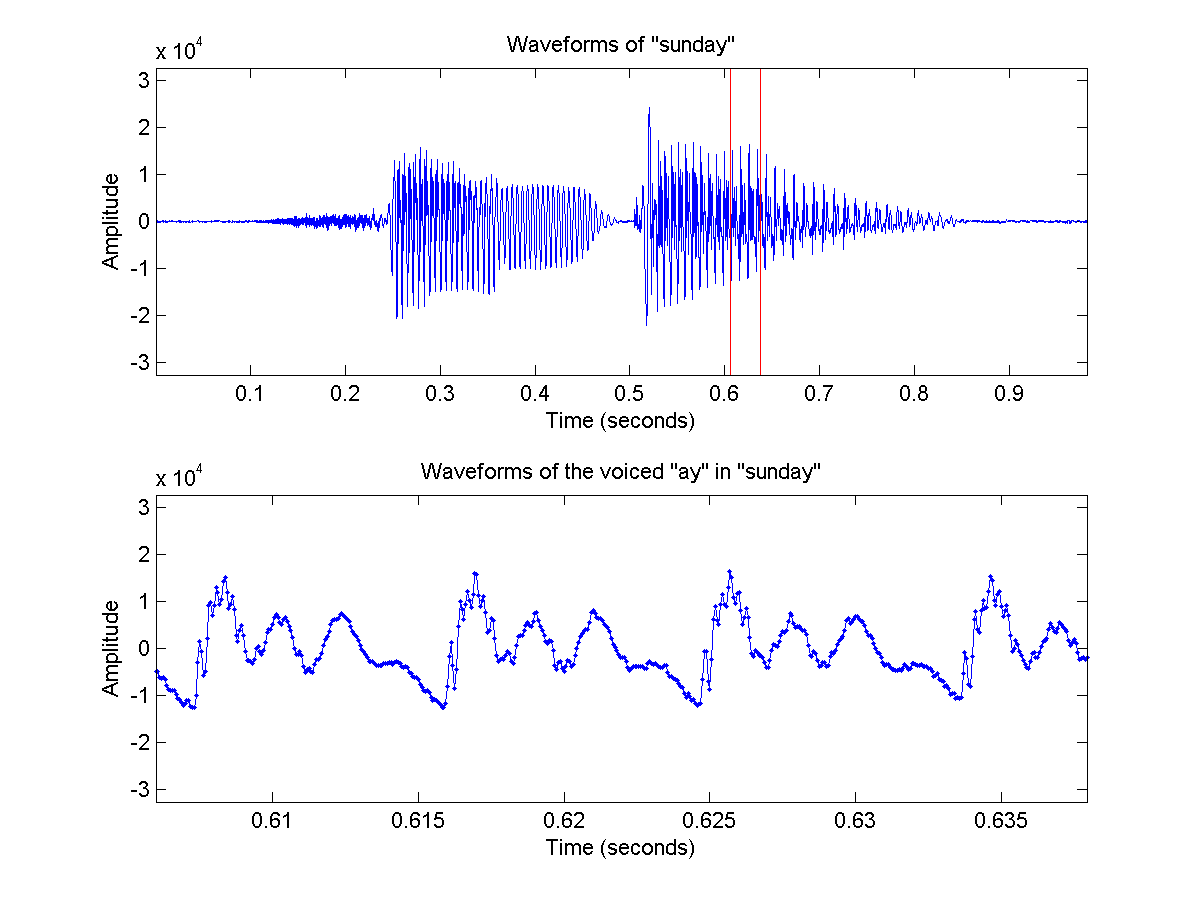 Waveforms of "sunday"
x 10^4
3
2
1
0
-1
-2
-3
Amplitude
0.1 0.2 0.3 0.4 0.5 0.6 0.7 0.8 0.9
Time (seconds)
Waveforms of the voiced "ay" in "sunday"
x 10^4
3
2
1
0
-1
-2
-3
Amplitude
0.61 0.615 0.62 0.625 0.63 0.635
Time (seconds)